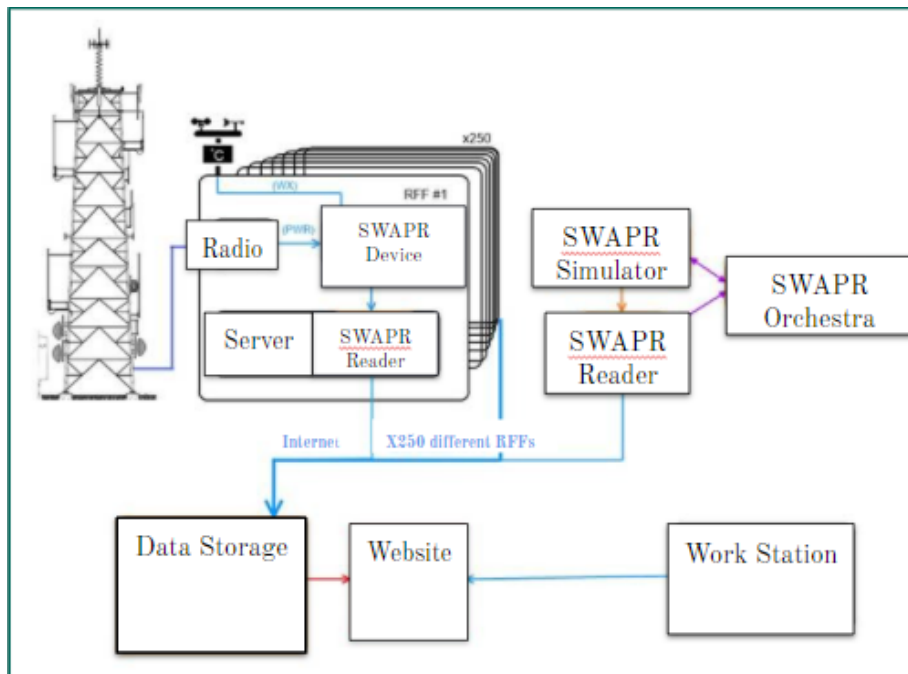 x250
°C
(WX)
RFF #1
Radio
(PWR)
SWAPR
Device
Server
SWAPR
Reader
SWAPR
Simulator
SWAPR
Reader
SWAPR
Orchestra
Internet
X250 different RFFs
Data Storage
Website
Work Station